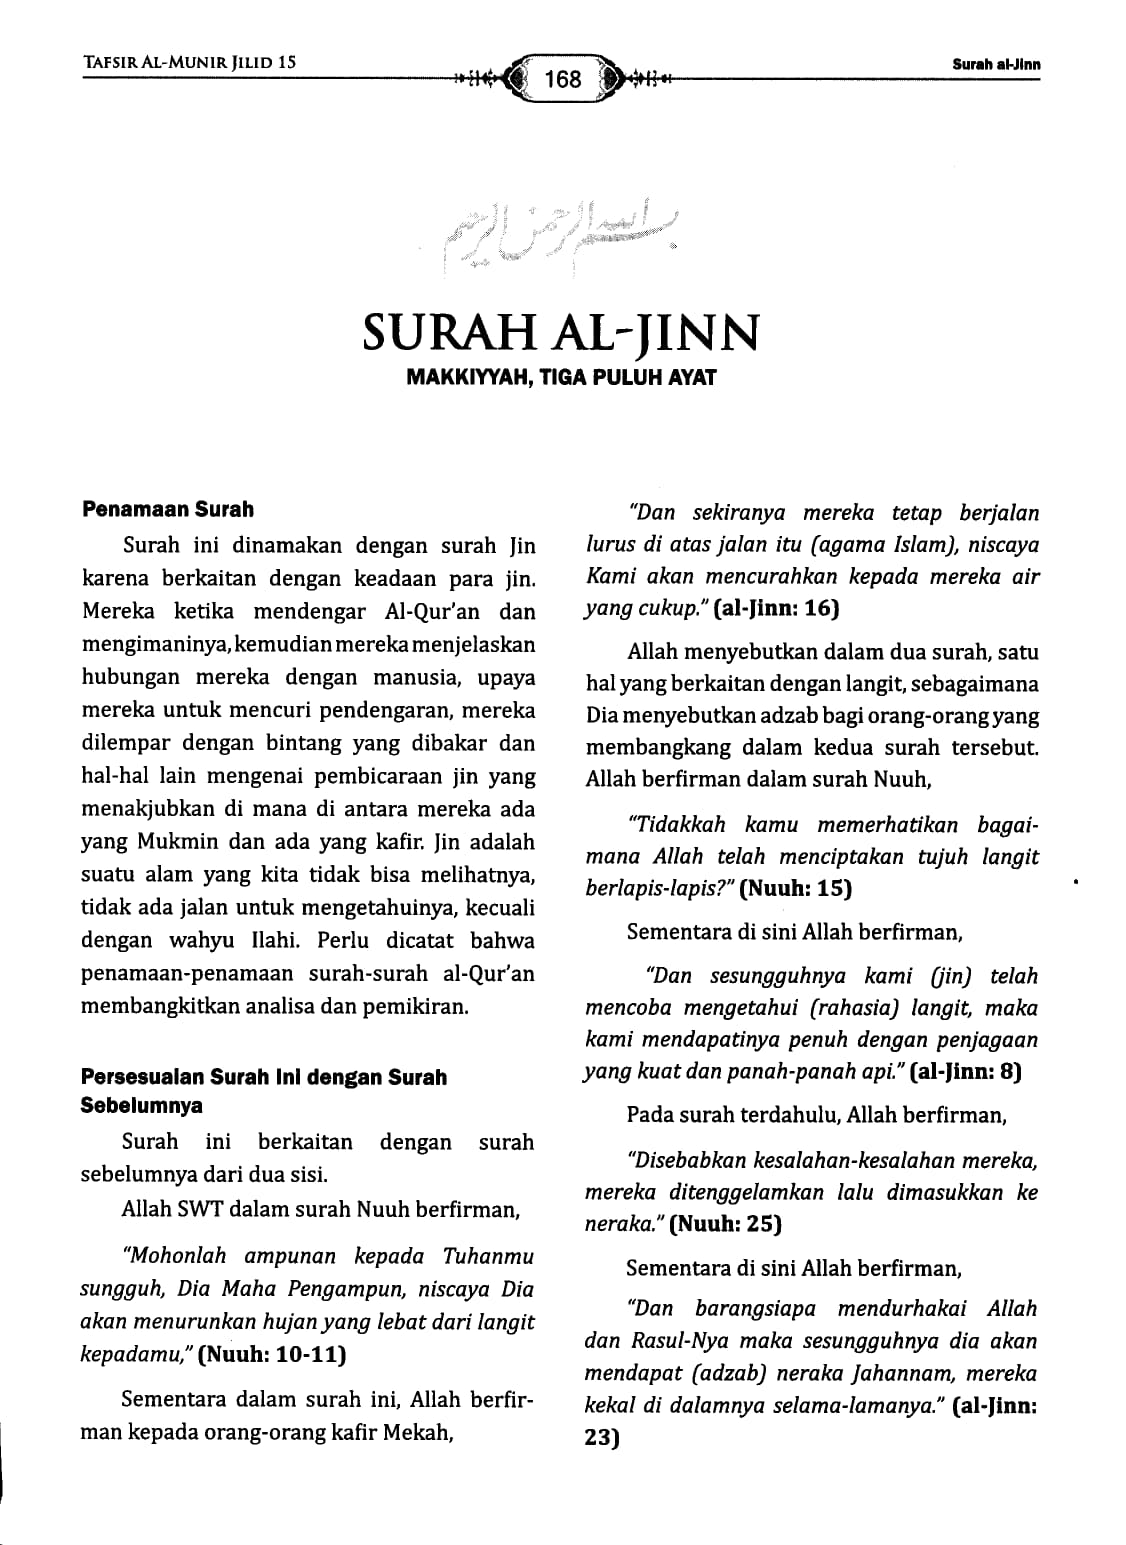 TAFSIR AL-MUNIR JILID 15
168
Surah al-Jinn
بسم الله الرحمن الرحيم
SURAH AL-JINN
MAKKIYYAH, TIGA PULUH AYAT
Penamaan Surah
Surah ini dinamakan dengan surah Jin
karena berkaitan dengan keadaan para jin.
Mereka ketika mendengar Al-Qur'an dan
mengimaninya, kemudian mereka menjelaskan
hubungan mereka dengan manusia, upaya
mereka untuk mencuri pendengaran, mereka
dilempar dengan bintang yang dibakar dan
hal-hal lain mengenai pembicaraan jin yang
menakjubkan di mana di antara mereka ada
yang Mukmin dan ada yang kafir. Jin adalah
suatu alam yang kita tidak bisa melihatnya,
tidak ada jalan untuk mengetahuinya, kecuali
dengan wahyu Ilahi. Perlu dicatat bahwa
penamaan-penamaan surah-surah al-Qur'an
membangkitkan analisa dan pemikiran.
Persesuaian Surah Ini dengan Surah
Sebelumnya
Surah ini berkaitan dengan surah
sebelumnya dari dua sisi.
Allah SWT dalam surah Nuuh berfirman,
"Mohonlah ampunan kepada Tuhanmu
sungguh, Dia Maha Pengampun, niscaya Dia
akan menurunkan hujan yang lebat dari langit
kepadamu," (Nuuh: 10-11)
Sementara dalam surah ini, Allah berfir-
man kepada orang-orang kafir Mekah,
"Dan sekiranya mereka tetap berjalan
lurus di atas jalan itu (agama Islam), niscaya
Kami akan mencurahkan kepada mereka air
yang cukup." (al-Jinn: 16)
Allah menyebutkan dalam dua surah, satu
hal yang berkaitan dengan langit, sebagaimana
Dia menyebutkan adzab bagi orang-orang yang
membangkang dalam kedua surah tersebut.
Allah berfirman dalam surah Nuuh,
"Tidakkah kamu memerhatikan bagai-
mana Allah telah menciptakan tujuh langit
berlapis-lapis?" (Nuuh: 15)
Sementara di sini Allah berfirman,
"Dan sesungguhnya kami (jin) telah
mencoba mengetahui (rahasia) langit, maka
kami mendapatinya penuh dengan penjagaan
yang kuat dan panah-panah api." (al-Jinn: 8)
Pada surah terdahulu, Allah berfirman,
"Disebabkan kesalahan-kesalahan mereka,
mereka ditenggelamkan lalu dimasukkan ke
neraka." (Nuuh: 25)
Sementara di sini Allah berfirman,
"Dan barangsiapa mendurhakai Allah
dan Rasul-Nya maka sesungguhnya dia akan
mendapat (adzab) neraka Jahannam, mereka
kekal di dalamnya selama-lamanya." (al-Jinn:
23)